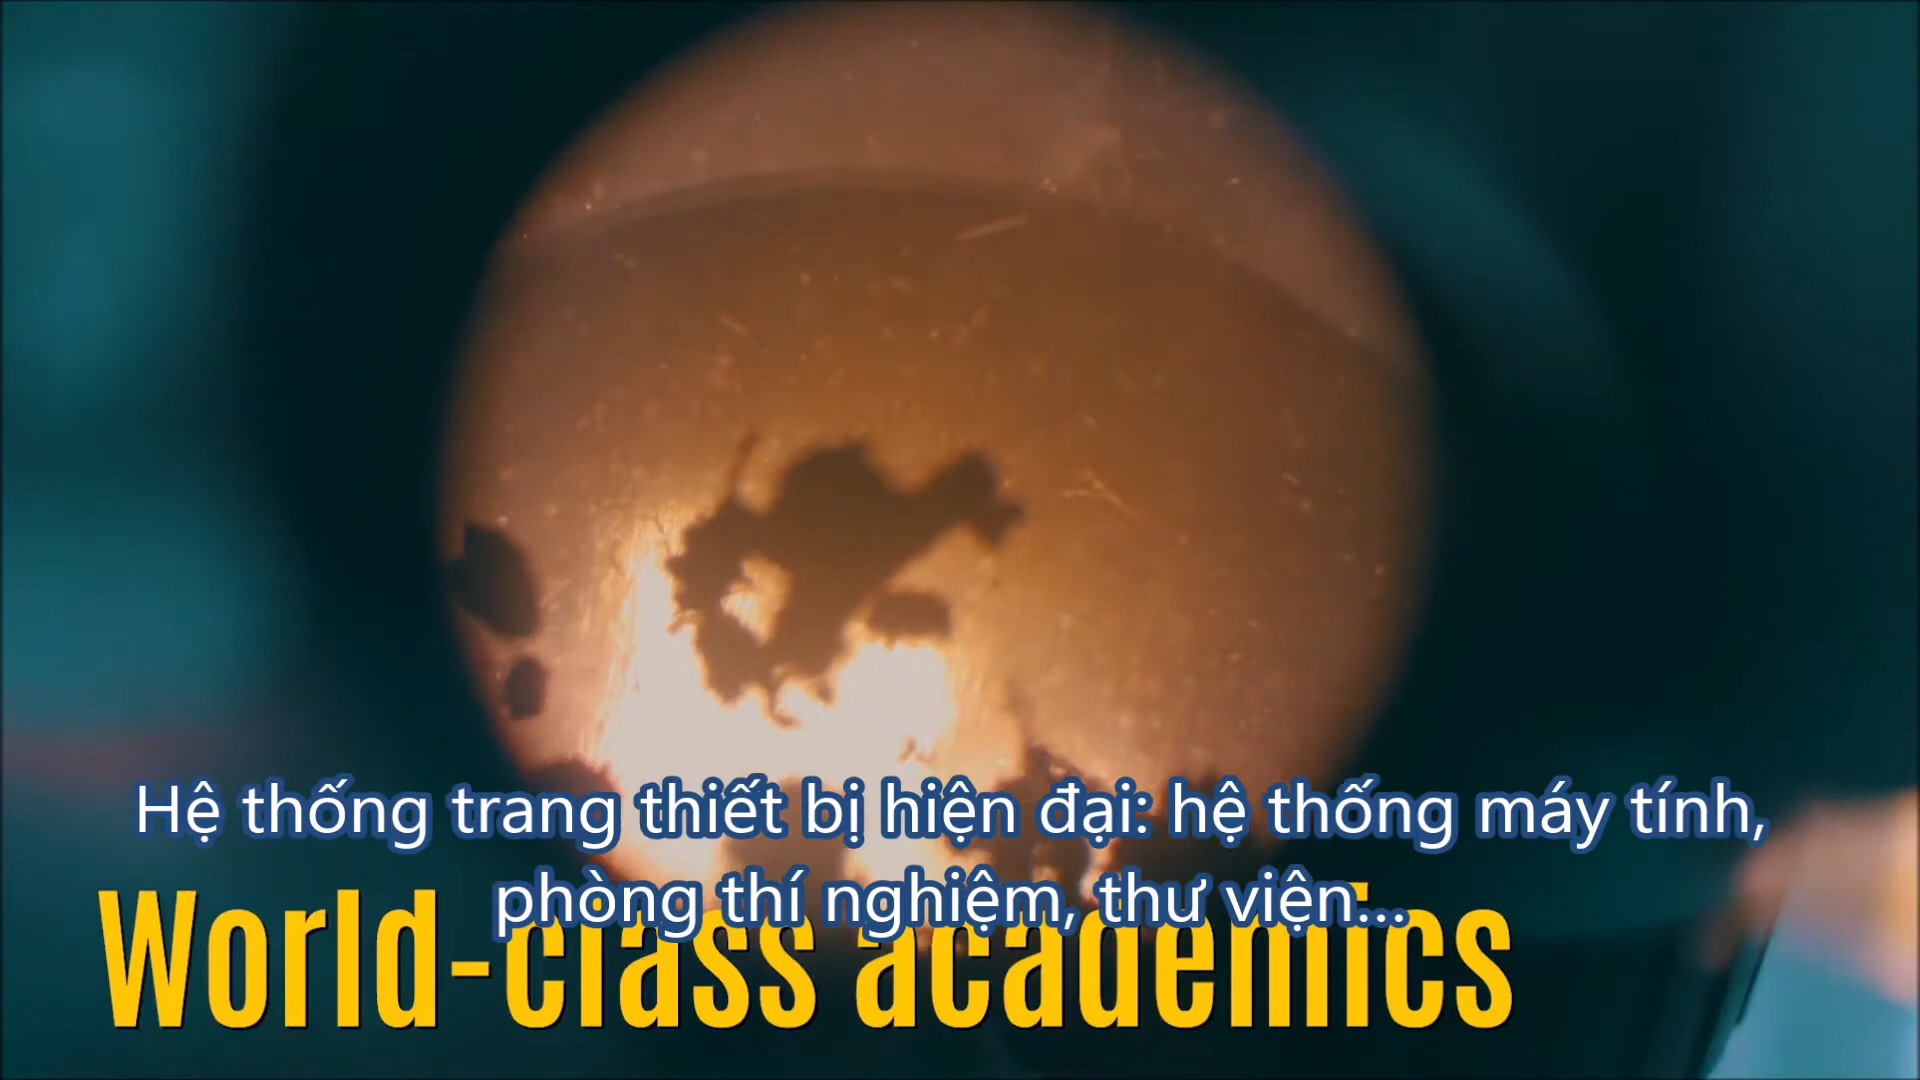 Hệ thống trang thiết bị hiện đại: hệ thống máy tính,
phòng thí nghiệm, thư viện...
World-class academics